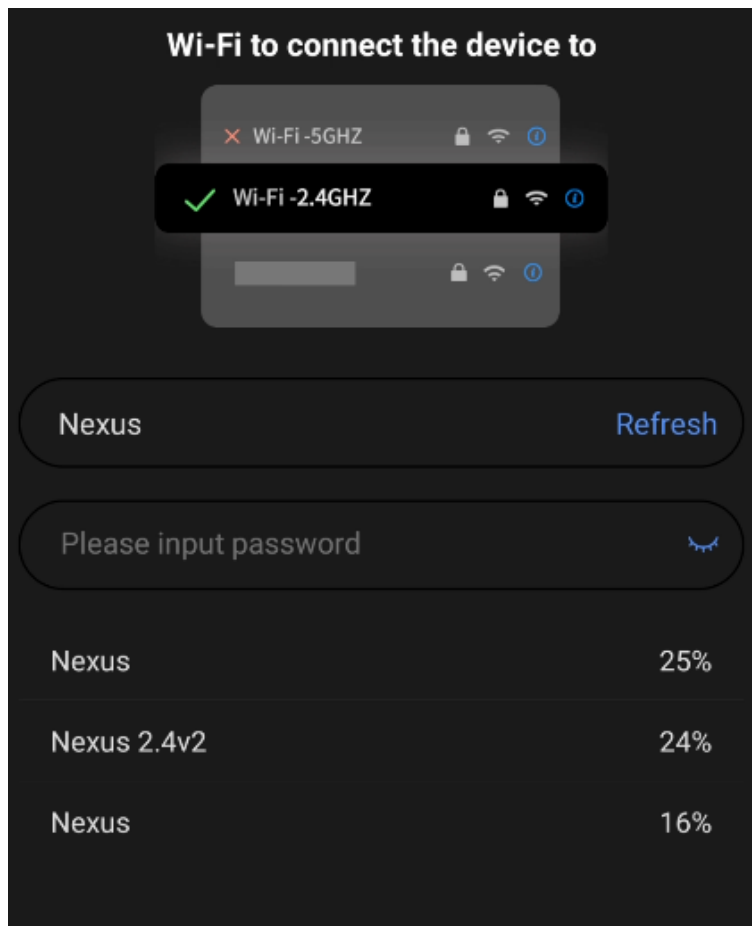 Wi-Fi to connect the device to
Wi-Fi -5GHZ
Wi-Fi -2.4GHZ
Nexus Refresh
Please input password
Nexus 25%
Nexus 2.4v2 24%
Nexus 16%